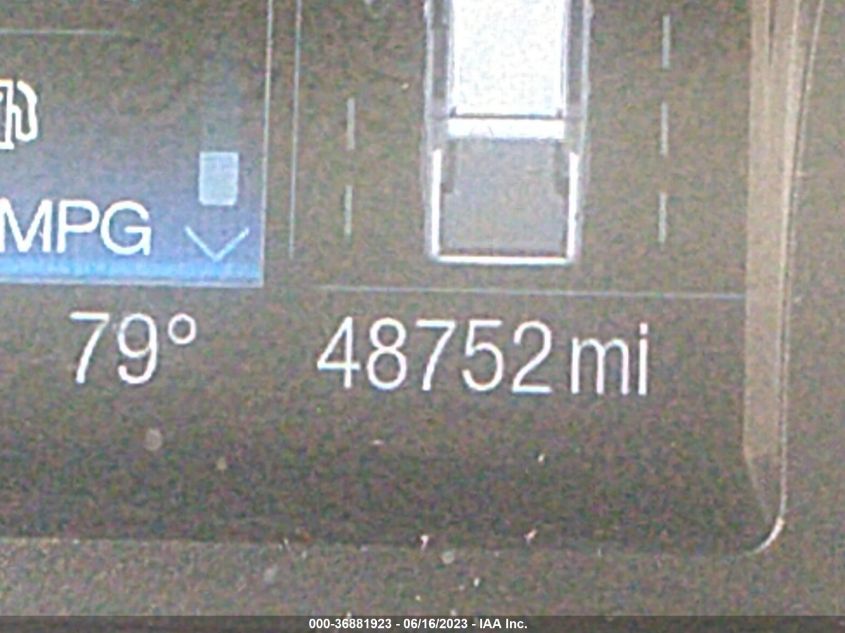 MPG
79° 48752 mi
000-36881923 - 06/16/2023 - IAA Inc.